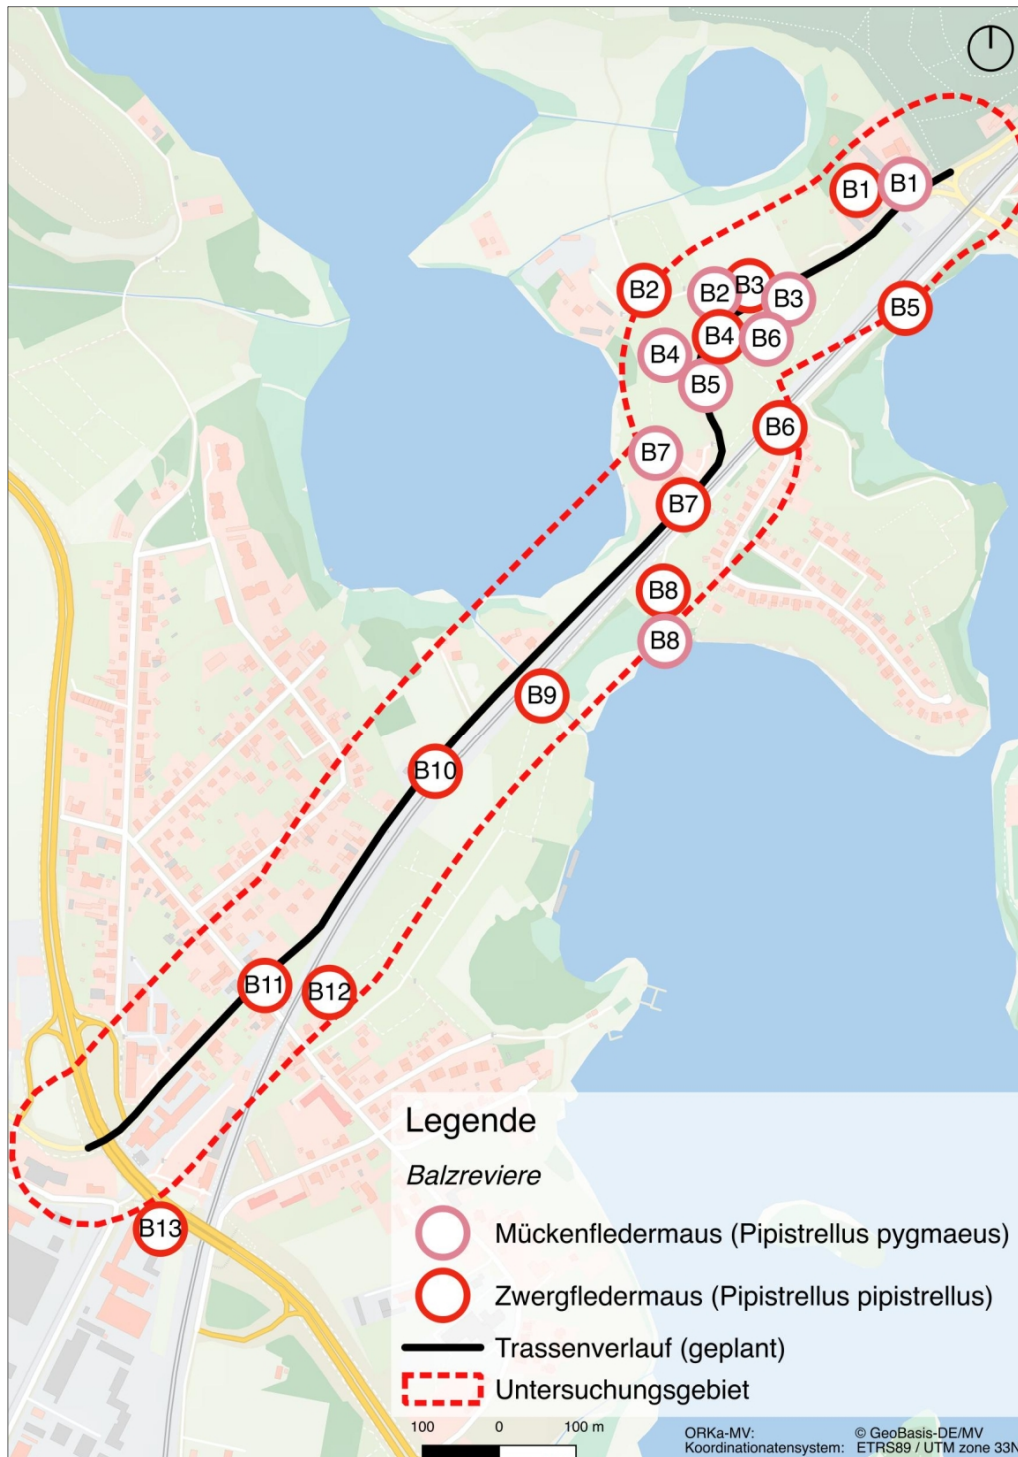 B1
B1
B2
B2
B3
B3
B5
B4
B6
B4
B5
B6
B7
B7
B8
B8
B9
B10
B11
B12
B13
Legende
Balzreviere
Mückenfledermaus (Pipistrellus pygmaeus)
Zwergfledermaus (Pipistrellus pipistrellus)
Trassenverlauf (geplant)
Untersuchungsgebiet
100 0 100 m
ORKa-MV: © GeoBasis-DE/MV
Koordinationatensystem: ETRS89 / UTM zone 33N